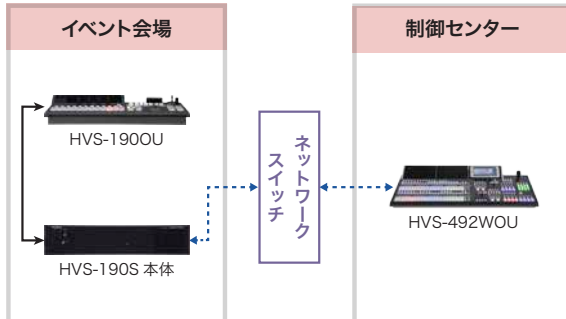 イベント会場
制御センター
HVS-190OU
ネットワーク
スイッチ
HVS-492WOU
HVS-190S 本体